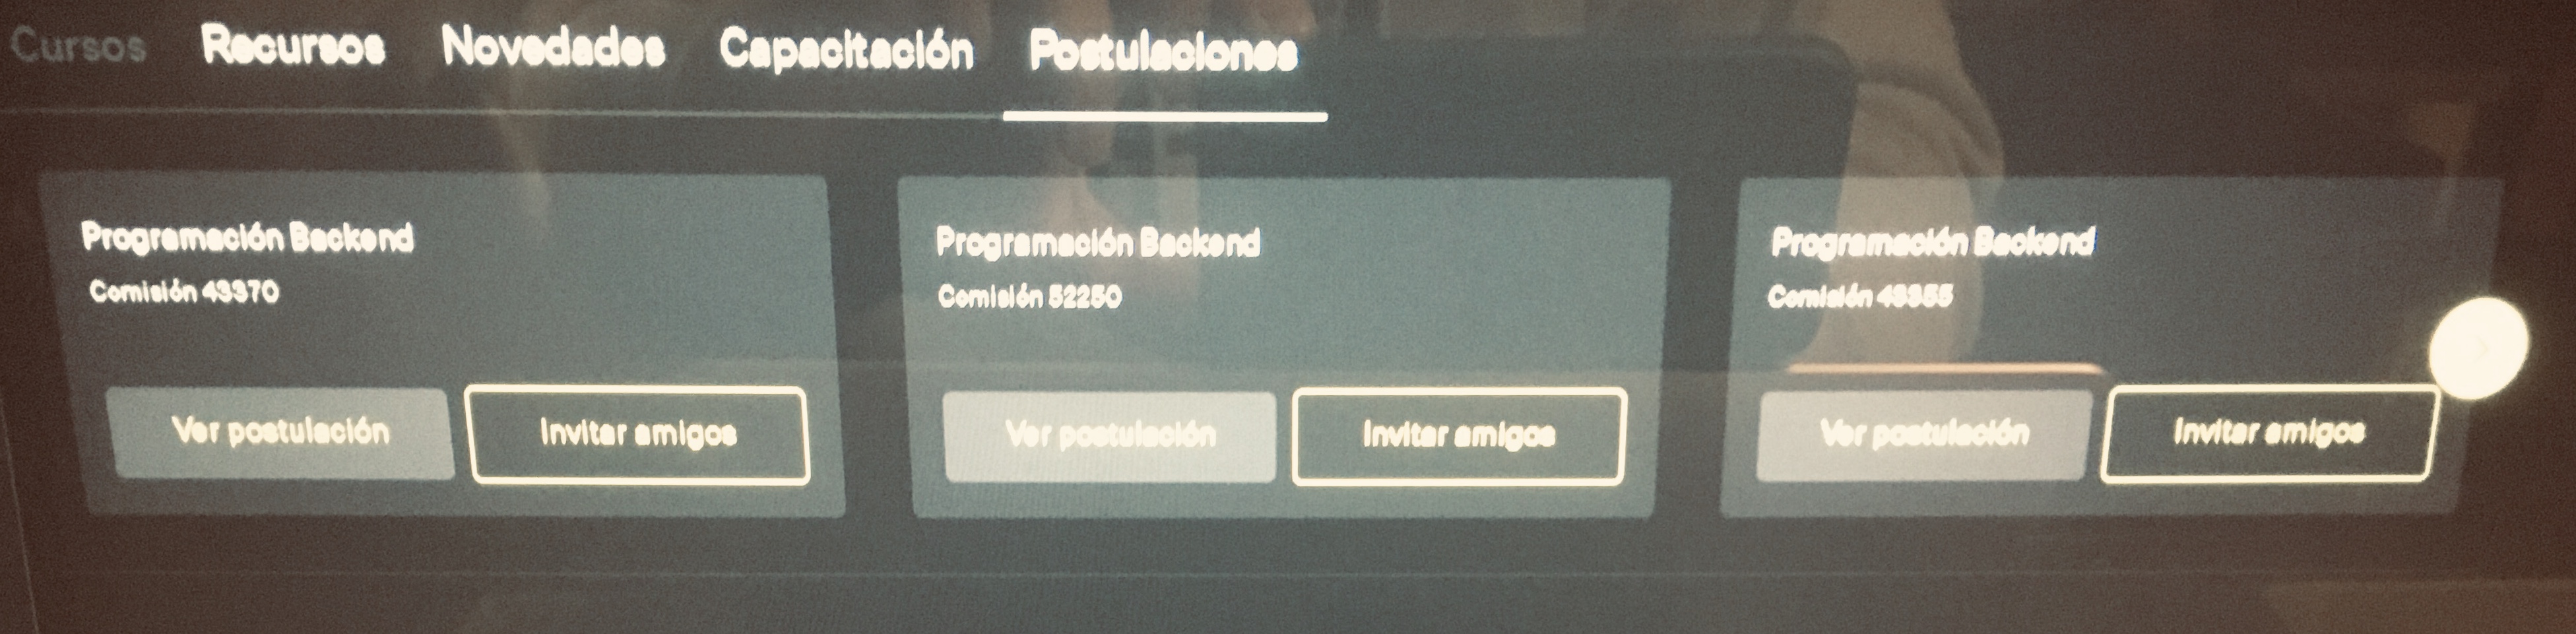 Cursos Recursos Novedades Capacitación Postulaciones
Programación Backend
Comisión 43370
Ver postulación Invitar amigos
Programación Backend
Comisión 52250
Ver postulación Invitar amigos
Programación Backend
Comisión
Ver postulación Invitar amigos